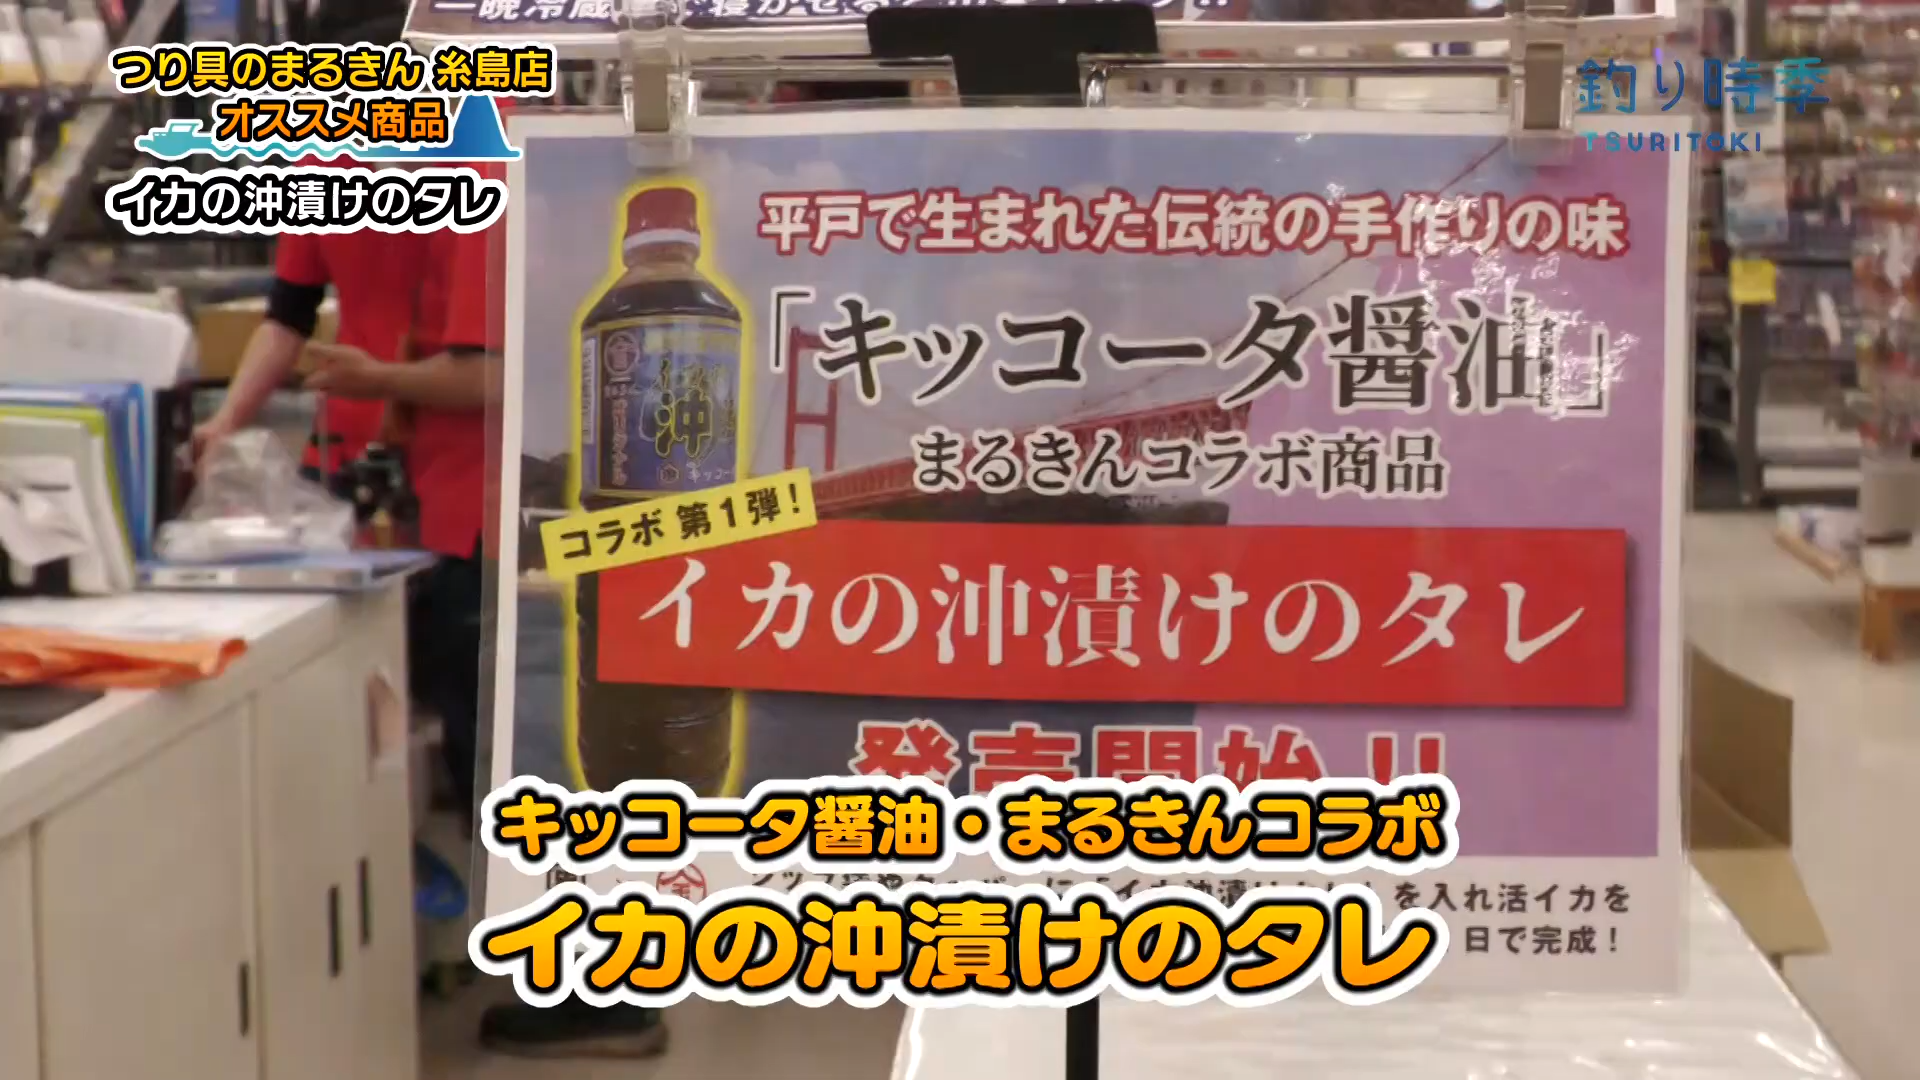 つり具のまるきん 糸島店
オススメ商品
イカの沖漬けのタレ
釣り時季
TSURITOKI
平戸で生まれた伝統の手作りの味
「キッコータ醤油」
まるきんコラボ商品
コラボ 第1弾!
イカの沖漬けのタレ
発売開始!!
キッコータ醤油・まるきんコラボ
を入れ活イカを
イカの沖漬けのタレ
日で完成!